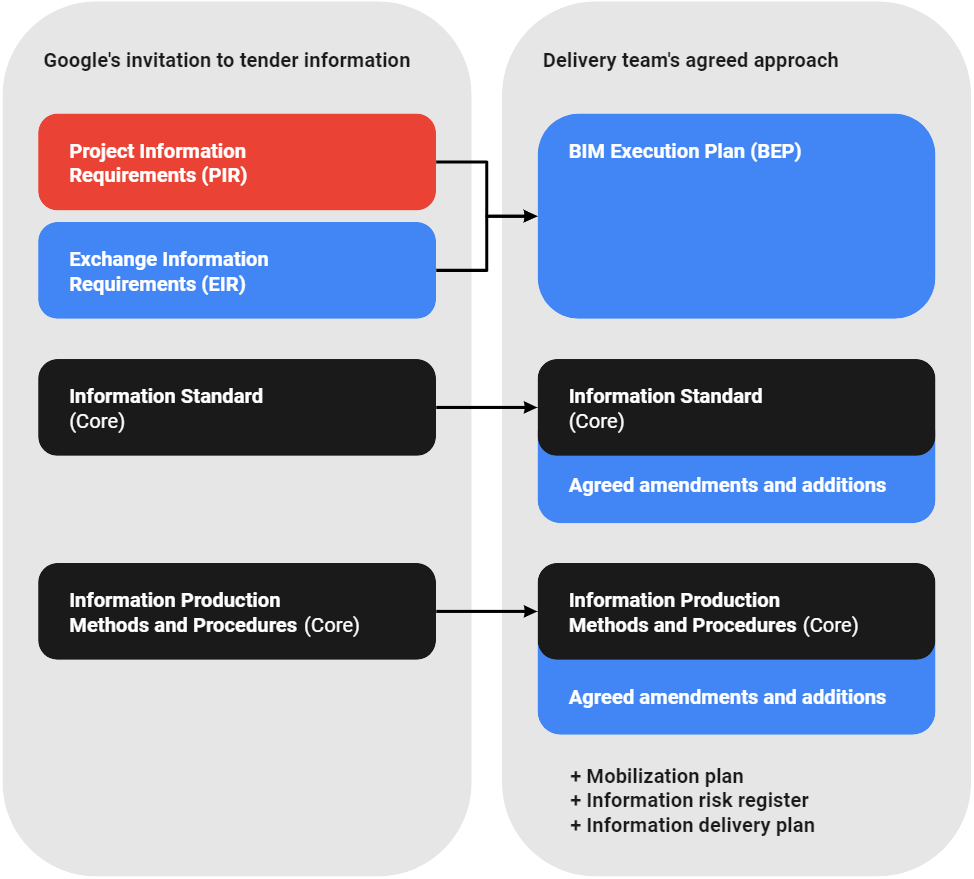 Google's invitation to tender information
Project Information
Requirements (PIR)
Exchange Information
Requirements (EIR)
Information Standard
(Core)
Information Production
Methods and Procedures (Core)
Delivery team's agreed approach
BIM Execution Plan (BEP)
Information Standard
(Core)
Agreed amendments and additions
Information Production
Methods and Procedures (Core)
Agreed amendments and additions
+ Mobilization plan
+ Information risk register
+ Information delivery plan